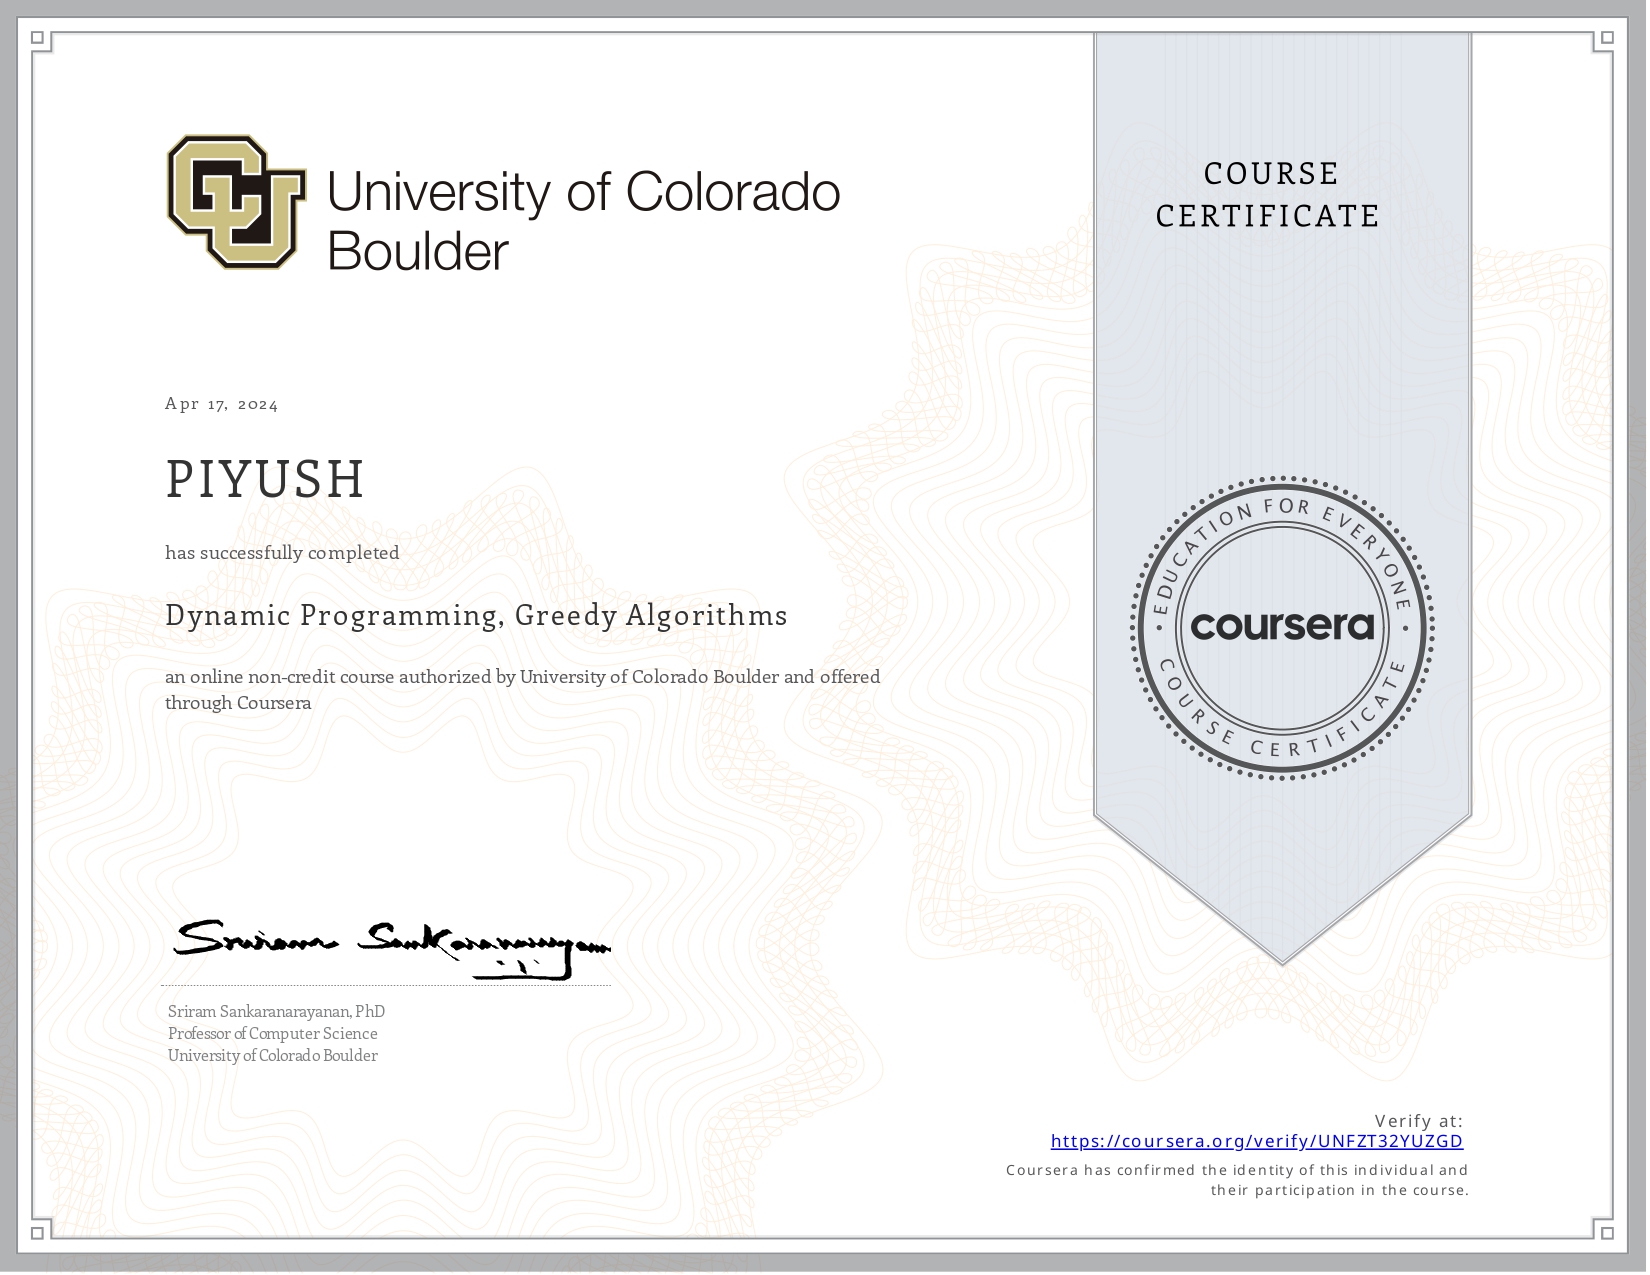 CU
University of Colorado
Boulder
COURSE
CERTIFICATE
Apr 17, 2024
PIYUSH
has successfully completed
Dynamic Programming, Greedy Algorithms
an online non-credit course authorized by University of Colorado Boulder and offered
through Coursera
EDUCATION FOR EVERYONE
coursera
COURSE CERTIFICATE
Sriram Sankaranarayanan
Sriram Sankaranarayanan, PhD
Professor of Computer Science
University of Colorado Boulder
Verify at:
https://coursera.org/verify/UNFZT32YUZGD
Coursera has confirmed the identity of this individual and
their participation in the course.